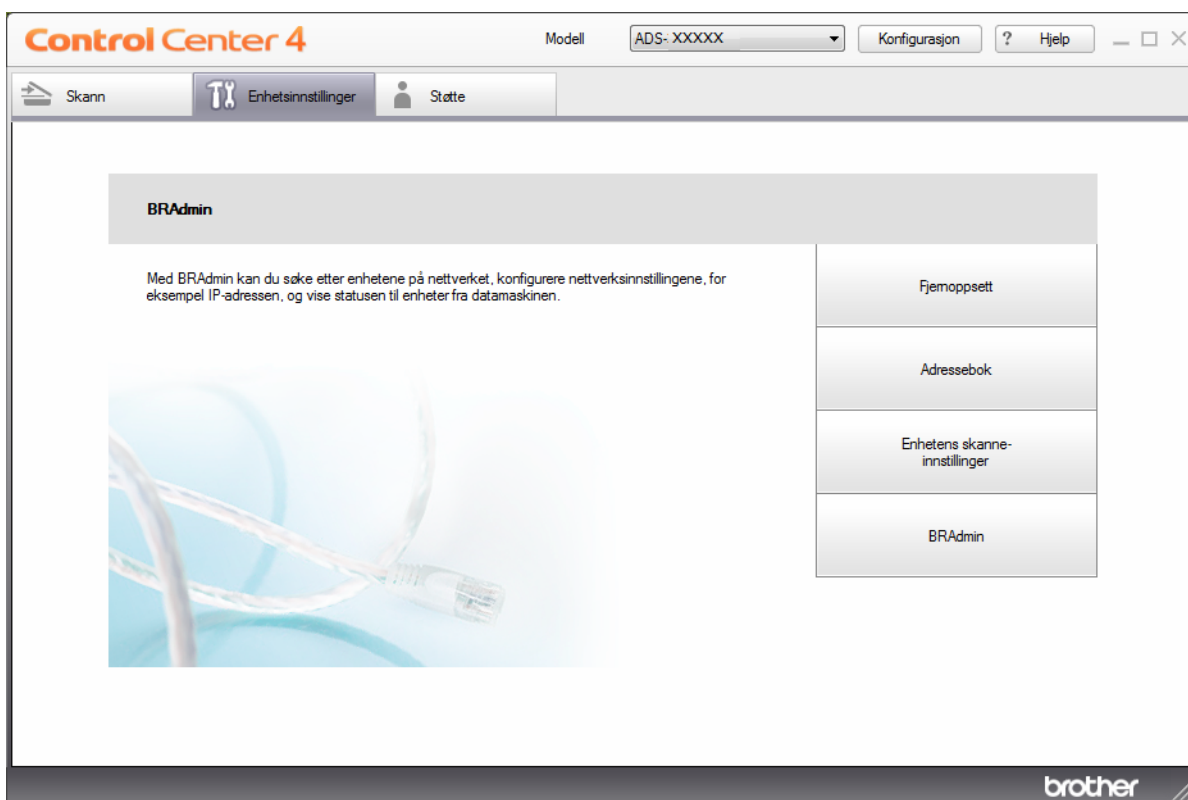 Control Center 4
Modell
ADS- XXXXX
Konfigurasjon
? Hjelp
Skann
Enhetsinnstillinger
Støtte
BRAdmin
Med BRAdmin kan du søke etter enhetene på nettverket, konfigurere nettverksinnstillingene, for
eksempel IP-adressen, og vise statusen til enheter fra datamaskinen.
Fjernoppsett
Adressebok
Enhetens skanne-
innstillinger
BRAdmin
brother